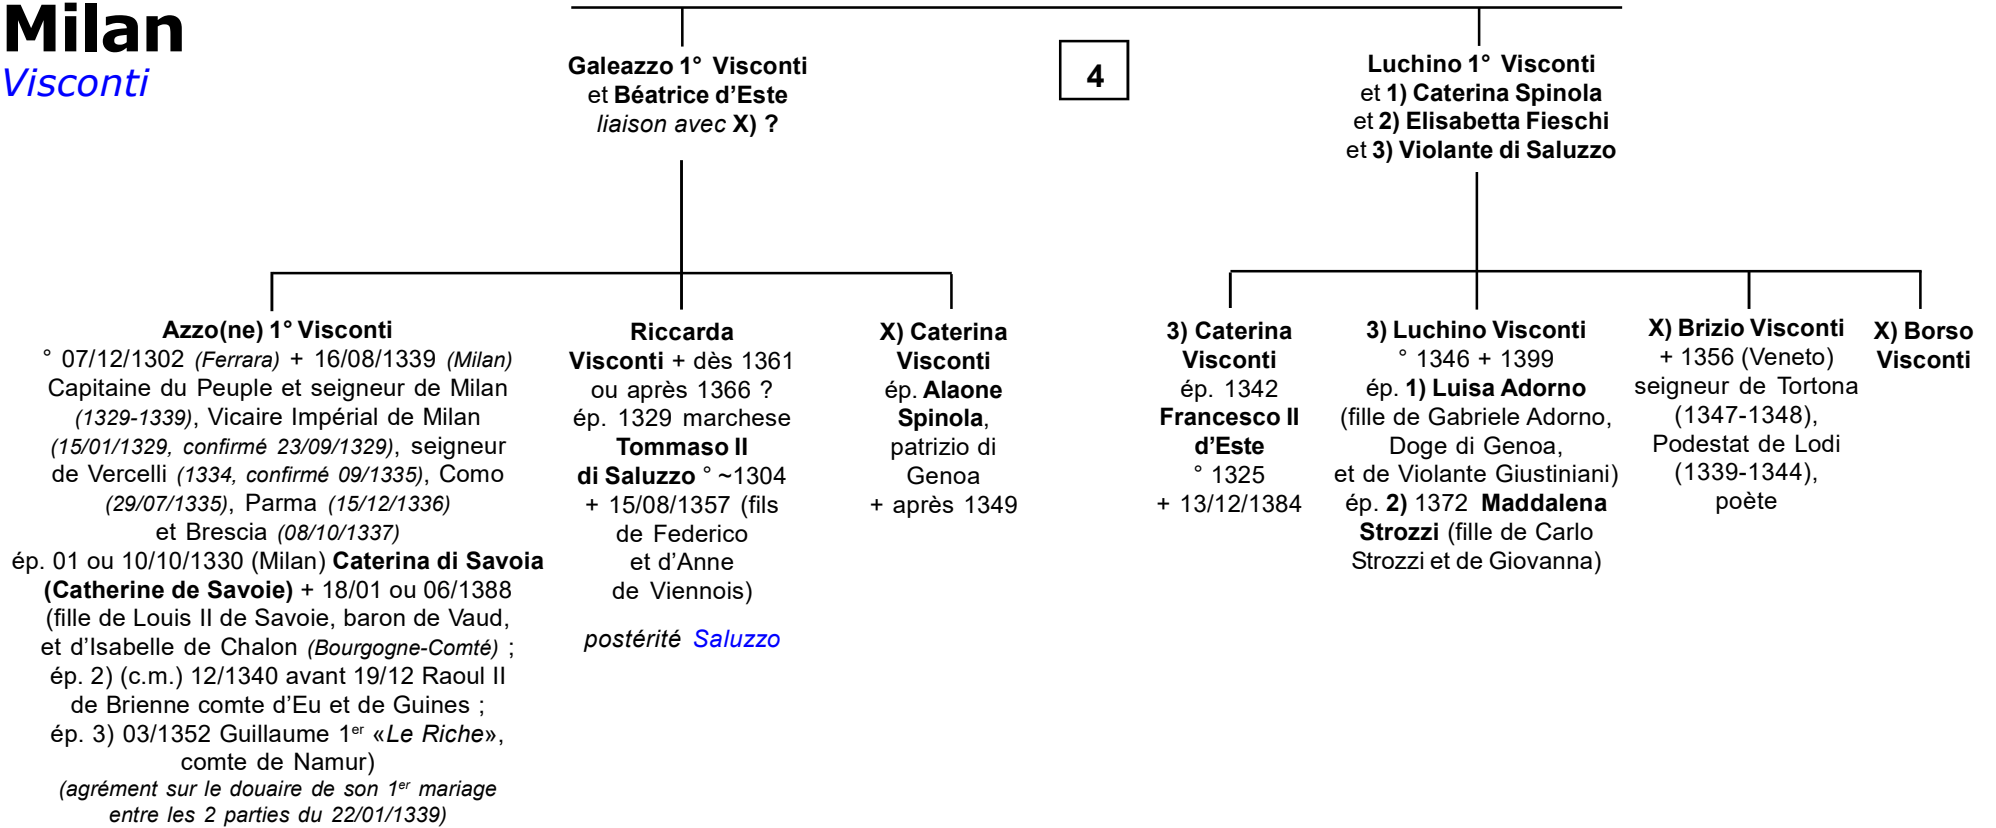 Milan
Visconti
Galeazzo 1° Visconti
et Béatrice d'Este
liaison avec X) ?
4
Luchino 1° Visconti
et 1) Caterina Spinola
et 2) Elisabetta Fieschi
et 3) Violante di Saluzzo
Azzo(ne) 1° Visconti
° 07/12/1302 (Ferrara) + 16/08/1339 (Milan)
Capitaine du Peuple et seigneur de Milan
(1329-1339), Vicaire Impérial de Milan
(15/01/1329, confirmé 23/09/1329), seigneur
de Vercelli (1334, confirmé 09/1335), Como
(29/07/1335), Parma (15/12/1336)
et Brescia (08/10/1337)
ép. 01 ou 10/10/1330 (Milan) Caterina di Savoia
(Catherine de Savoie) + 18/01 ou 06/1388
(fille de Louis II de Savoie, baron de Vaud,
et d'Isabelle de Chalon (Bourgogne-Comté) ;
ép. 2) (c.m.) 12/1340 avant 19/12 Raoul II
de Brienne comte d'Eu et de Guines ;
ép. 3) 03/1352 Guillaume 1er «Le Riche»,
comte de Namur)
(agrément sur le douaire de son 1er mariage
entre les 2 parties du 22/01/1339)
Riccarda
Visconti + dès 1361
ou après 1366 ?
ép. 1329 marchese
Tommaso II
di Saluzzo ° ~1304
+ 15/08/1357 (fils
de Federico
et d'Anne
de Viennois)
postérité Saluzzo
X) Caterina
Visconti
ép. Alaone
Spinola,
patrizio di
Genoa
+ après 1349
3) Caterina
Visconti
ép. 1342
Francesco II
d'Este
° 1325
+ 13/12/1384
3) Luchino Visconti
° 1346 + 1399
ép. 1) Luisa Adorno
(fille de Gabriele Adorno,
Doge di Genoa,
et de Violante Giustiniani)
ép. 2) 1372 Maddalena
Strozzi (fille de Carlo
Strozzi et de Giovanna)
X) Brizio Visconti
+ 1356 (Veneto)
seigneur de Tortona
(1347-1348),
Podestat de Lodi
(1339-1344),
poète
X) Borso
Visconti